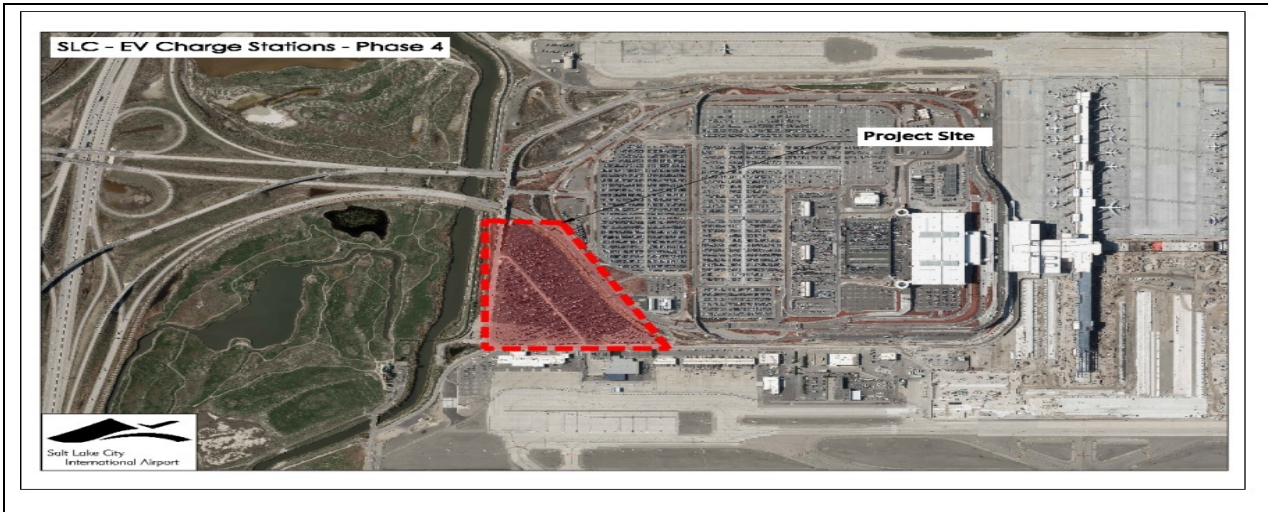 SLC - EV Charge Stations - Phase 4
Project Site
Salt Lake City
International Airport